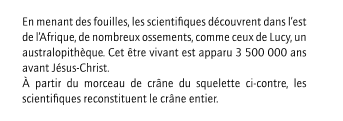 En menant des fouilles, les scientifiques découvrent dans l'est
de l'Afrique, de nombreux ossements, comme ceux de Lucy, un
australopithèque. Cet être vivant est apparu 3 500 000 ans
avant Jésus-Christ.
À partir du morceau de crâne du squelette ci-contre, les
scientifiques reconstituent le crâne entier.